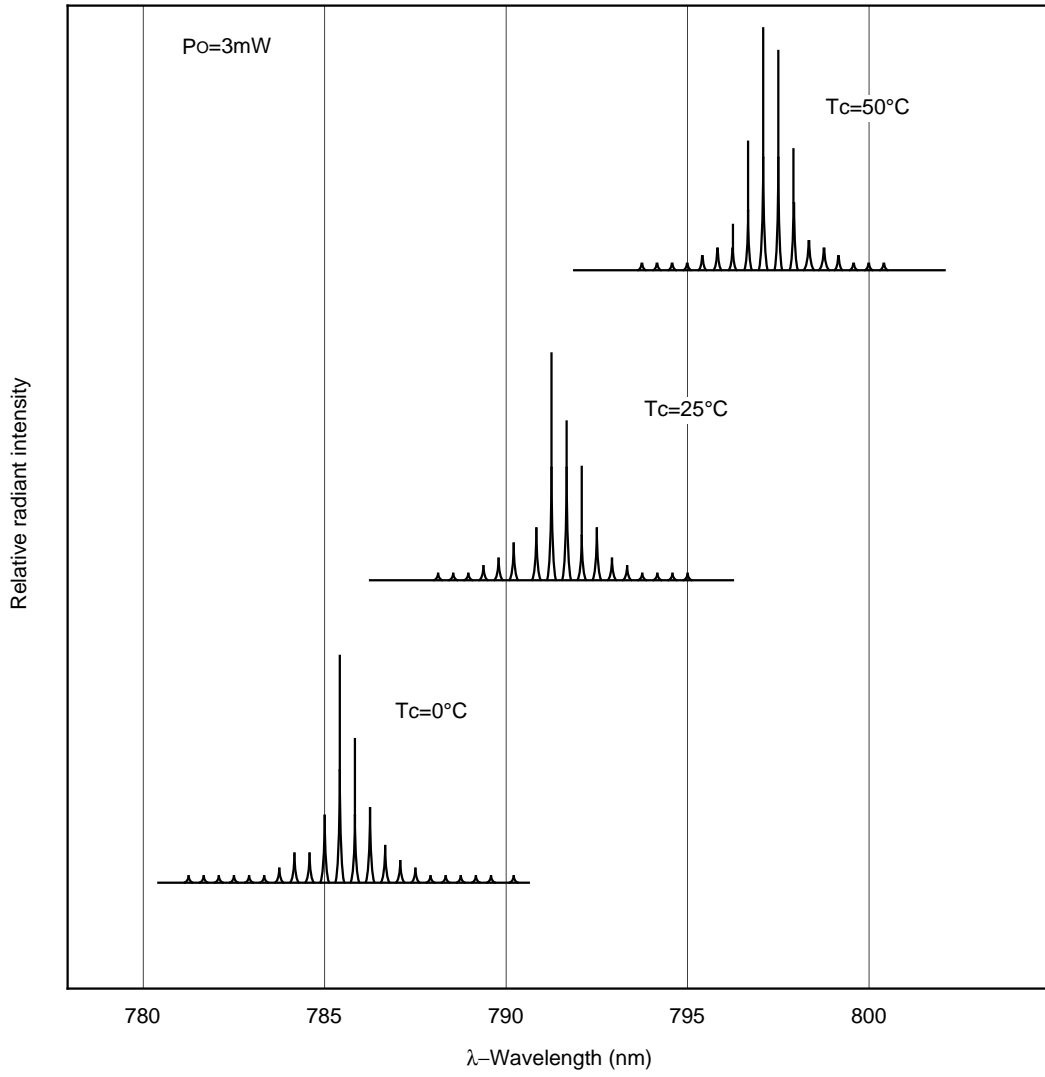 PO=3mW
Tc=50°C
Tc=25°C
Tc=0°C
Relative radiant intensity
780 785 790 795 800
λ–Wavelength (nm)